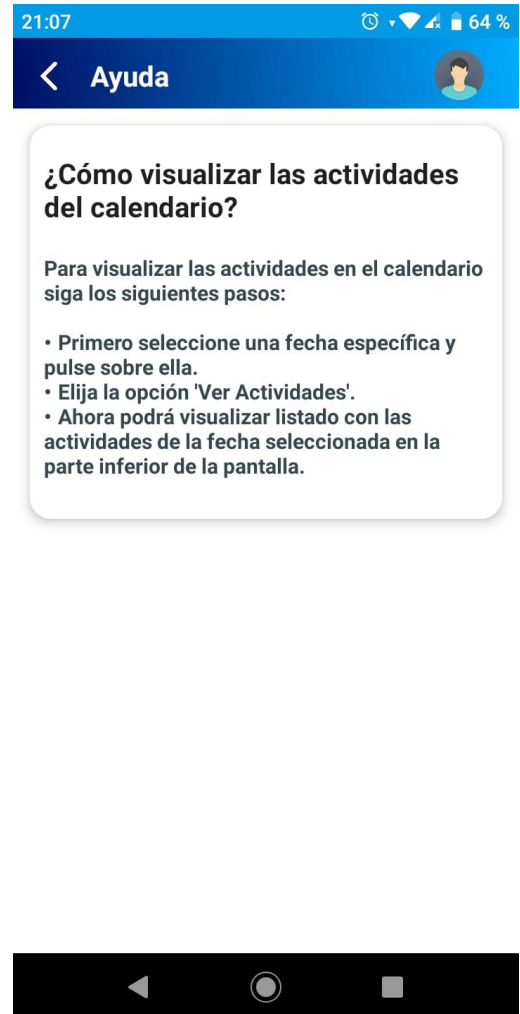 21:07
64 %
Ayuda
¿Cómo visualizar las actividades
del calendario?
Para visualizar las actividades en el calendario
siga los siguientes pasos:
• Primero seleccione una fecha específica y
pulse sobre ella.
• Elija la opción 'Ver Actividades'.
• Ahora podrá visualizar listado con las
actividades de la fecha seleccionada en la
parte inferior de la pantalla.